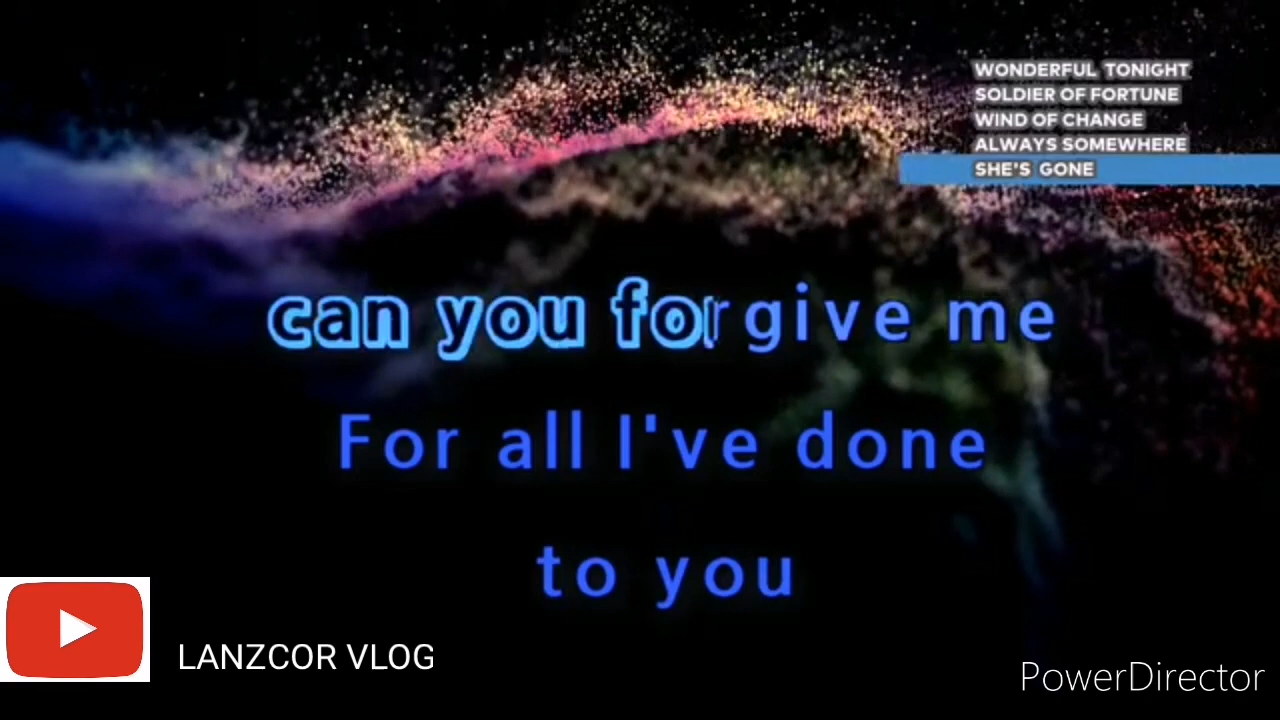 WONDERFUL TONIGHT
SOLDIER OF FORTUNE
WIND OF CHANGE
ALWAYS SOMEWHERE
SHE'S GONE
can you forgive me
For all I've done
to you
LANZCOR VLOG
PowerDirector